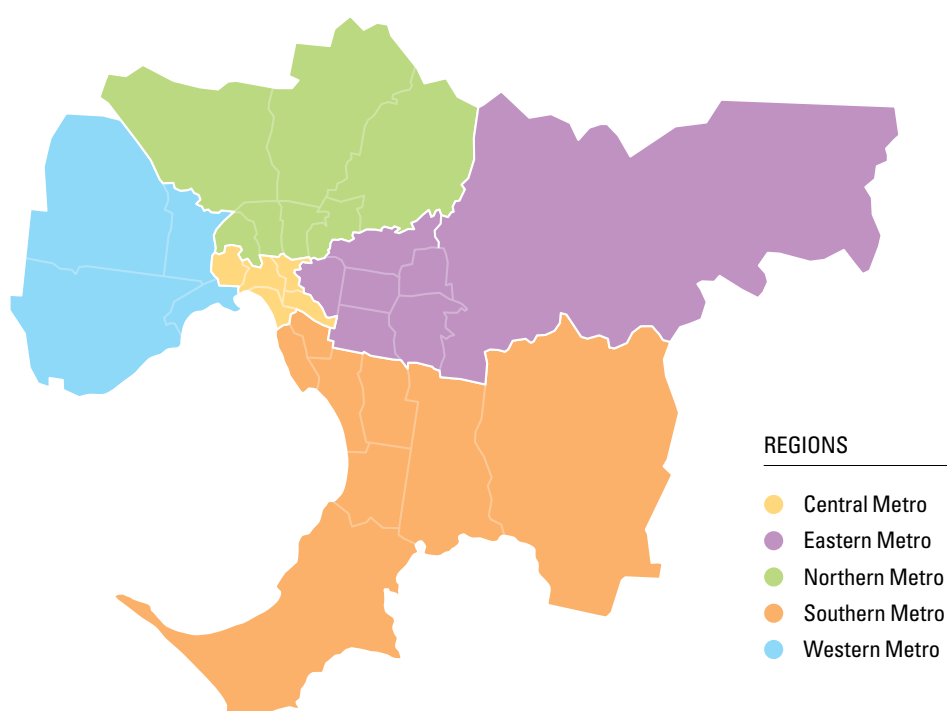 REGIONS
Central Metro
Eastern Metro
Northern Metro
Southern Metro
Western Metro